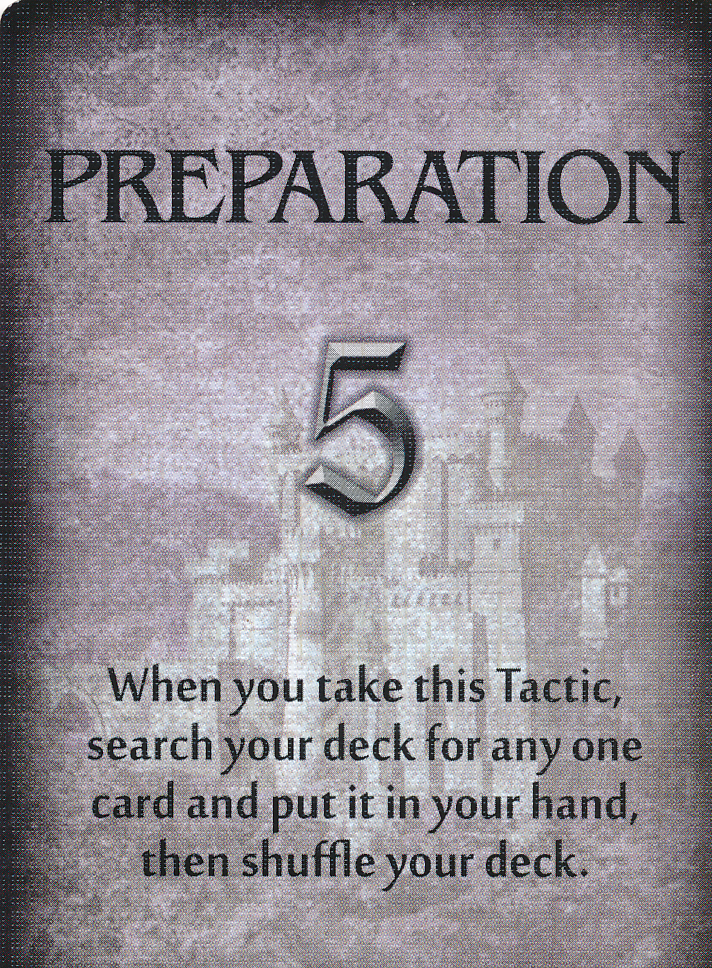 PREPARATION
5
When you take this Tactic,
search your deck for any one
card and put it in your hand,
then shuffle your deck.